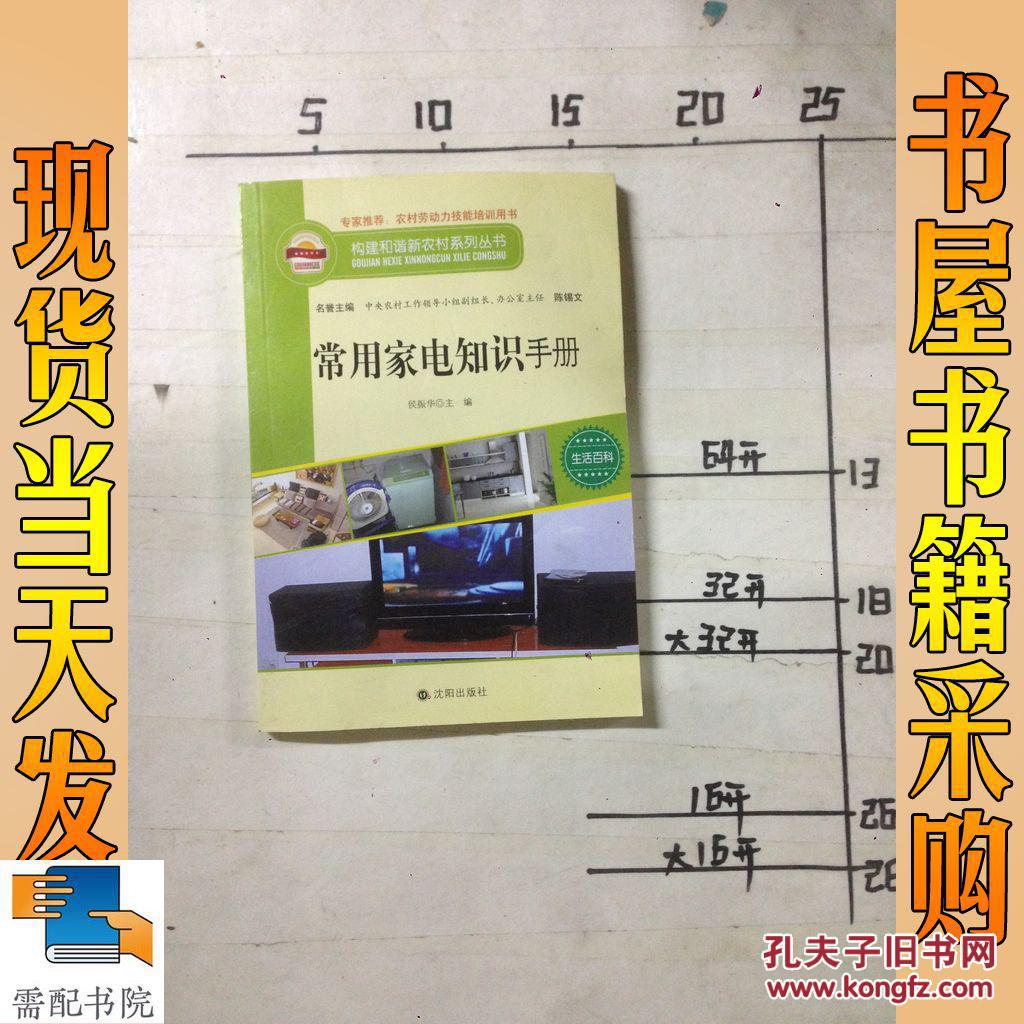 现货当天发
书屋书籍采购
5 10 15 20 25
专家推荐:农村劳动力技能培训用书
构建和谐新农村系列丛书
GOUJIAN HEXIE XINNONGCUN XILIE CONGSHU
名誉主编 中央农村工作领导小组副组长、办公室主任 陈锡文
常用家电知识手册
侯振华◎主 编
生活百科
沈阳出版社
64开 13
32开 18
大32开 20
16开 26
大16开 28
需配书院
孔夫子旧书网
www.kongfz.com